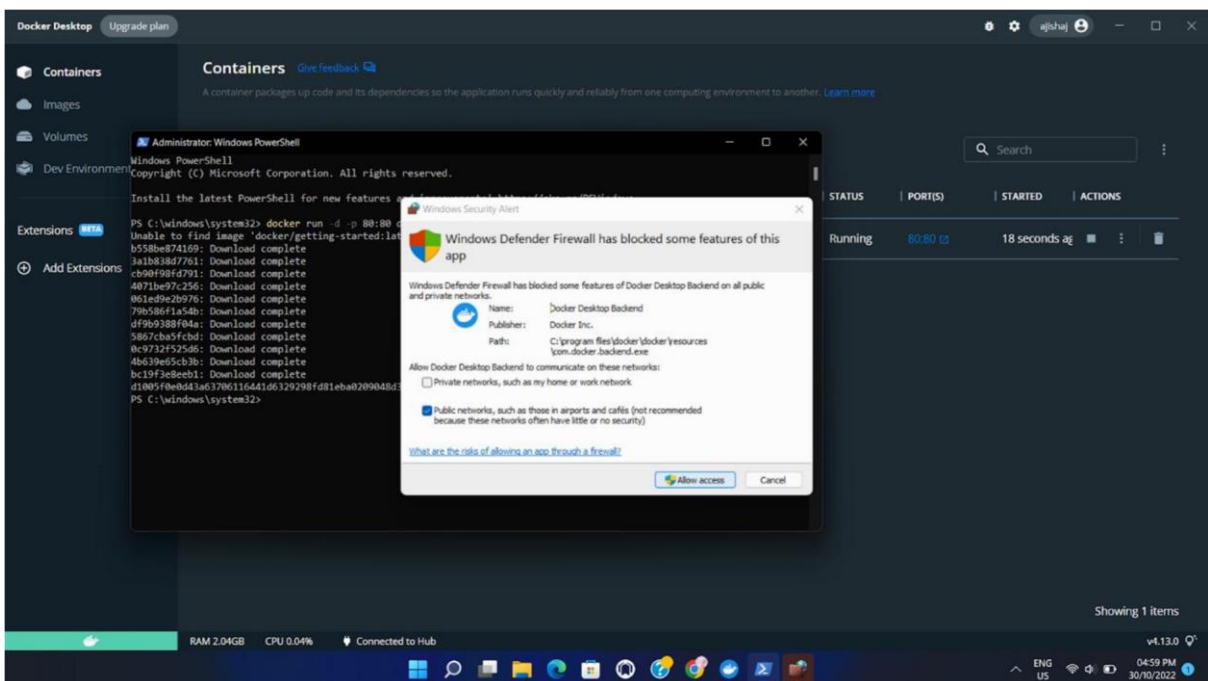 Docker Desktop Upgrade plan
ajishaj
Containers
Images
Volumes
Dev Environment
Extensions BETA
Add Extensions
Containers Give feedback
A container packages up code and its dependencies so the application runs quickly and reliably from one computing environment to another. Learn more
Search
STATUS PORT(S) STARTED ACTIONS
Running 80:80 18 seconds ag
Administrator: Windows PowerShell
Windows PowerShell
Copyright (C) Microsoft Corporation. All rights reserved.
Install the latest PowerShell for new features
PS C:\windows\system32> docker run -d -p 80:80 d
Unable to find image 'docker/getting-started:lat
b558be874169: Download complete
3a1b838d7761: Download complete
cb90f98fd791: Download complete
4071be97c256: Download complete
061ed9e2b976: Download complete
79b586f1a54b: Download complete
df9b9388f04a: Download complete
5867cba5fcbd: Download complete
0c9732f525d6: Download complete
4b639e65cb3b: Download complete
bc19f3e8eeb1: Download complete
d1005f0e0d43a63706116441d6329298fd81eba0209048d3
PS C:\windows\system32>
Windows Security Alert
Windows Defender Firewall has blocked some features of this
app
Windows Defender Firewall has blocked some features of Docker Desktop Backend on all public
and private networks.
Name: Docker Desktop Backend
Publisher: Docker Inc.
Path: C:\program files\docker\docker\resources
\com.docker.backend.exe
Allow Docker Desktop Backend to communicate on these networks:
Private networks, such as my home or work network
Public networks, such as those in airports and cafés (not recommended
because these networks often have little or no security)
What are the risks of allowing an app through a firewall?
Allow access Cancel
Showing 1 items
RAM 2.04GB CPU 0.04% Connected to Hub
v4.13.0
ENG
US
04:59 PM
30/10/2022
1